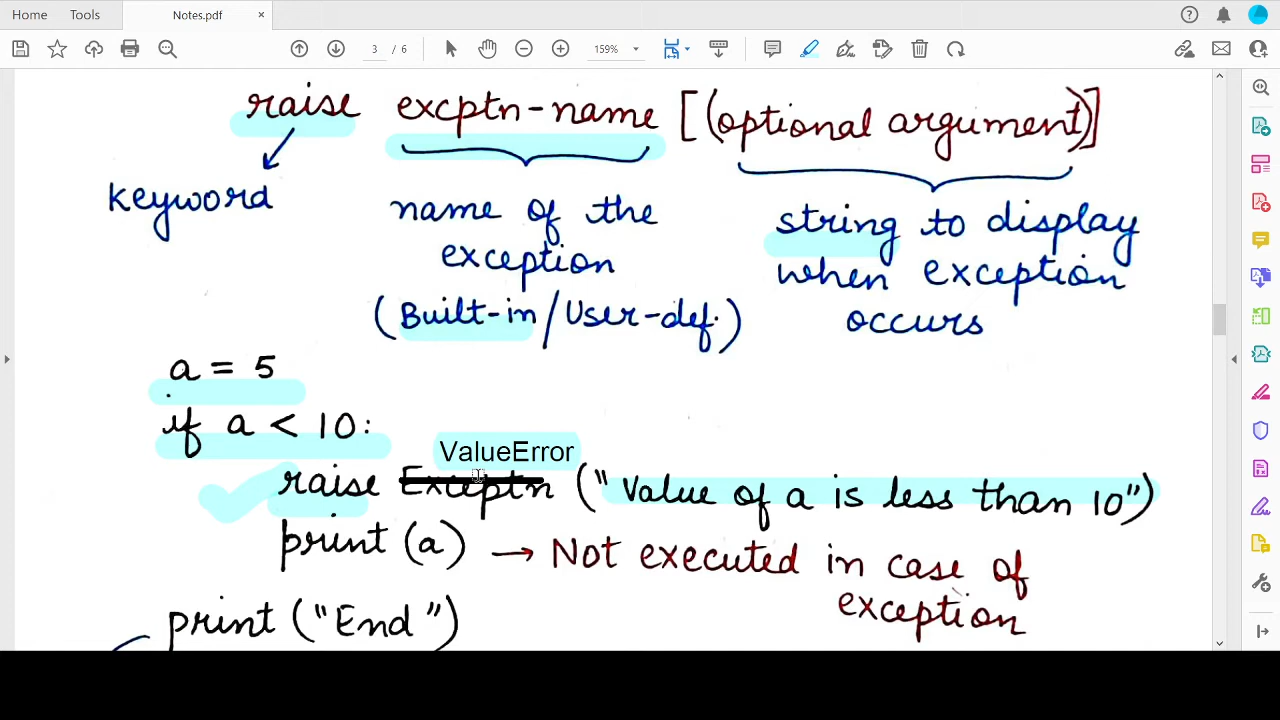 Home Tools Notes.pdf ×
3 / 6 159%
raise excptn-name [(optional argument)]
keyword
name of the exception
(Built-in/User-def.)
string to display
when exception
occurs
a = 5
if a < 10:
ValueError
raise Exceptn ("Value of a is less than 10")
print (a) → Not executed in case of
exception
print ("End")